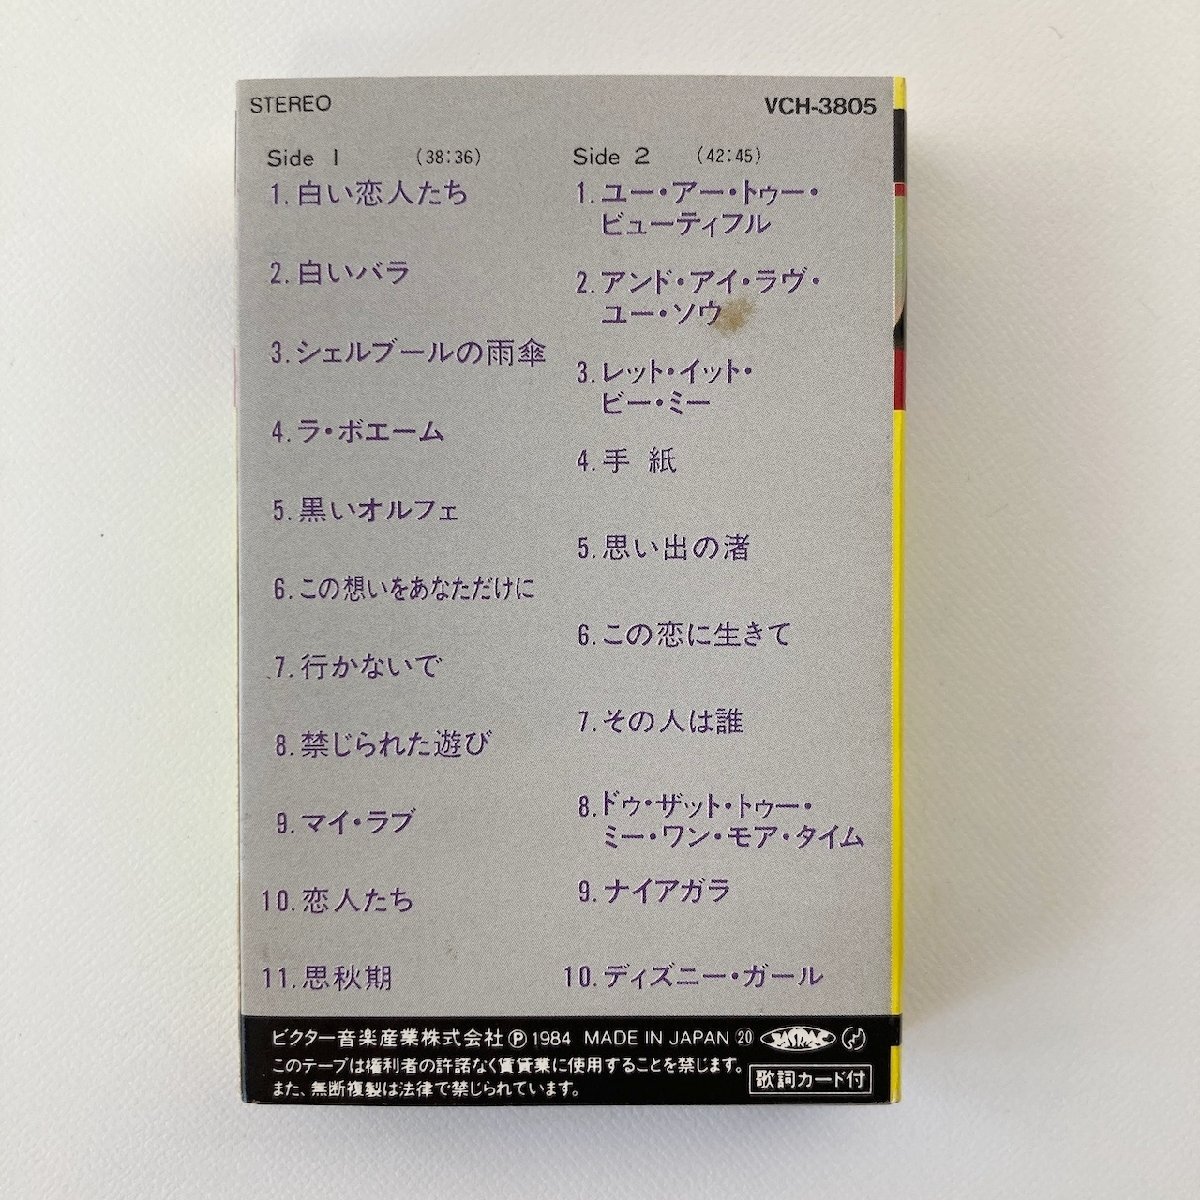 STEREO
VCH-3805
Side 1 (38:36)
1. 白い恋人たち
2. 白いバラ
3. シェルブールの雨傘
4. ラ・ボエーム
5. 黒いオルフェ
6. この想いをあなただけに
7. 行かないで
8. 禁じられた遊び
9. マイ・ラブ
10. 恋人たち
11. 思秋期
Side 2 (42:45)
1. ユー・アー・トゥー・
ビューティフル
2. アンド・アイ・ラヴ・
ユー・ソウ
3. レット・イット・
ビー・ミー
4. 手 紙
5. 思い出の渚
6. この恋に生きて
7. その人は誰
8. ドゥ・ザット・トゥー・
ミー・ワン・モア・タイム
9. ナイアガラ
10. ディズニー・ガール
ビクター音楽産業株式会社 Ⓟ1984 MADE IN JAPAN ⑳
このテープは権利者の許諾なく賃貸業に使用することを禁じます。
また、無断複製は法律で禁じられています。
歌詞カード付